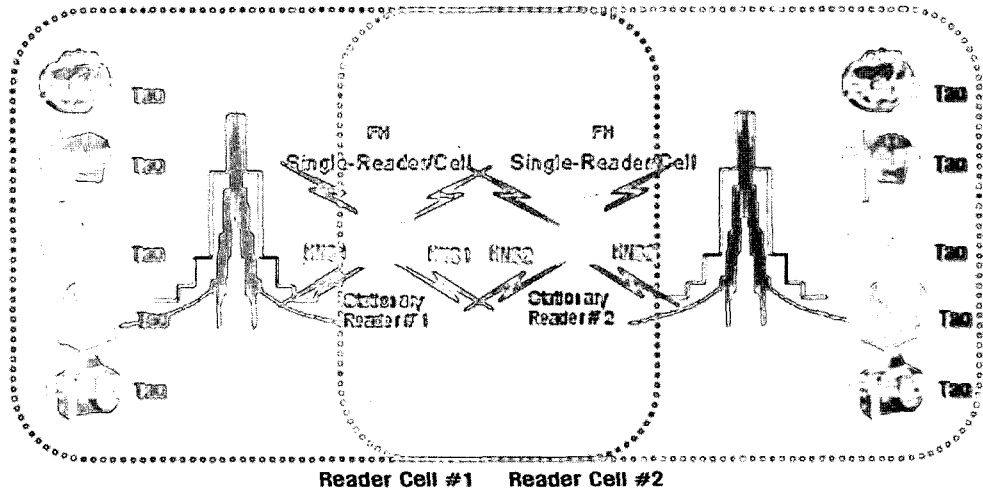 Tag
Tag
Tag
Tag
Tag
FH
Single-Reader/Cell
FH
Single-Reader/Cell
Stationary
Reader #1
Stationary
Reader #2
Tag
Tag
Tag
Tag
Tag
Reader Cell #1
Reader Cell #2